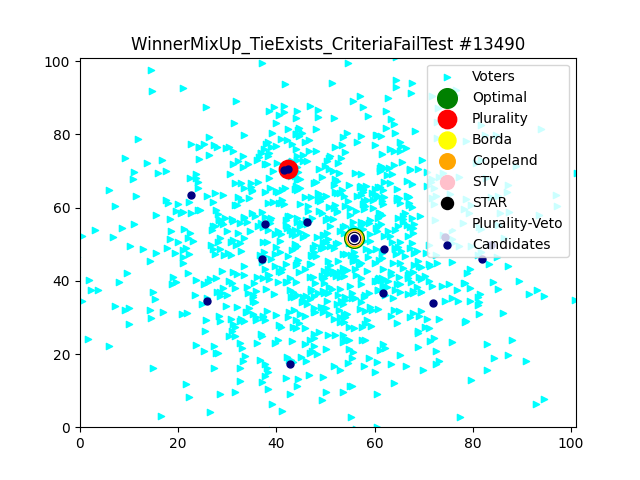 WinnerMixUp_TieExists_CriteriaFailTest #13490
Voters
Optimal
Plurality
Borda
Copeland
STV
STAR
Plurality-Veto
Candidates
100
80
60
40
20
0
0 20 40 60 80 100